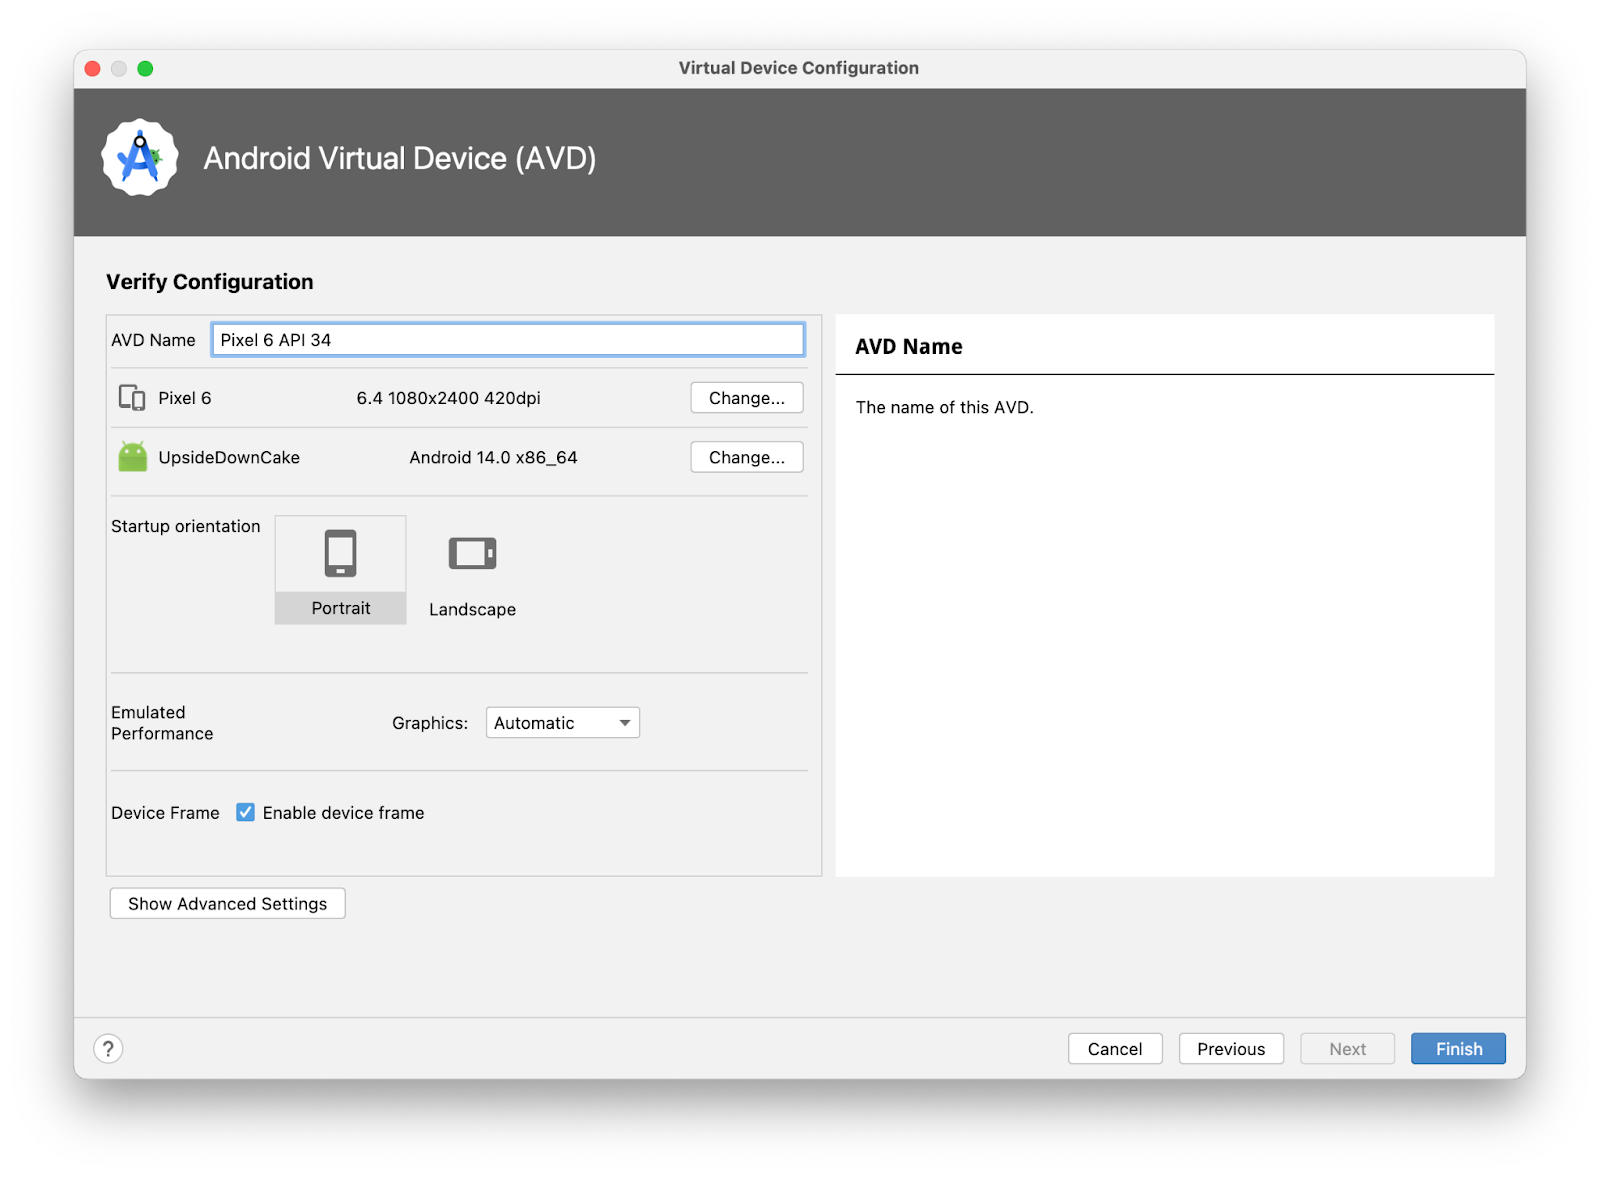 Virtual Device Configuration
Android Virtual Device (AVD)
Verify Configuration
AVD Name Pixel 6 API 34
Pixel 6 6.4 1080x2400 420dpi Change...
UpsideDownCake Android 14.0 x86_64 Change...
Startup orientation
Portrait Landscape
Emulated
Performance
Graphics: Automatic
Device Frame Enable device frame
Show Advanced Settings
AVD Name
The name of this AVD.
? Cancel Previous Next Finish